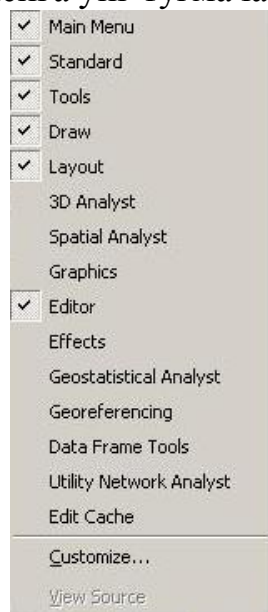 Main Menu
Standard
Tools
Draw
Layout
3D Analyst
Spatial Analyst
Graphics
Editor
Effects
Geostatistical Analyst
Georeferencing
Data Frame Tools
Utility Network Analyst
Edit Cache
Customize...
View Source